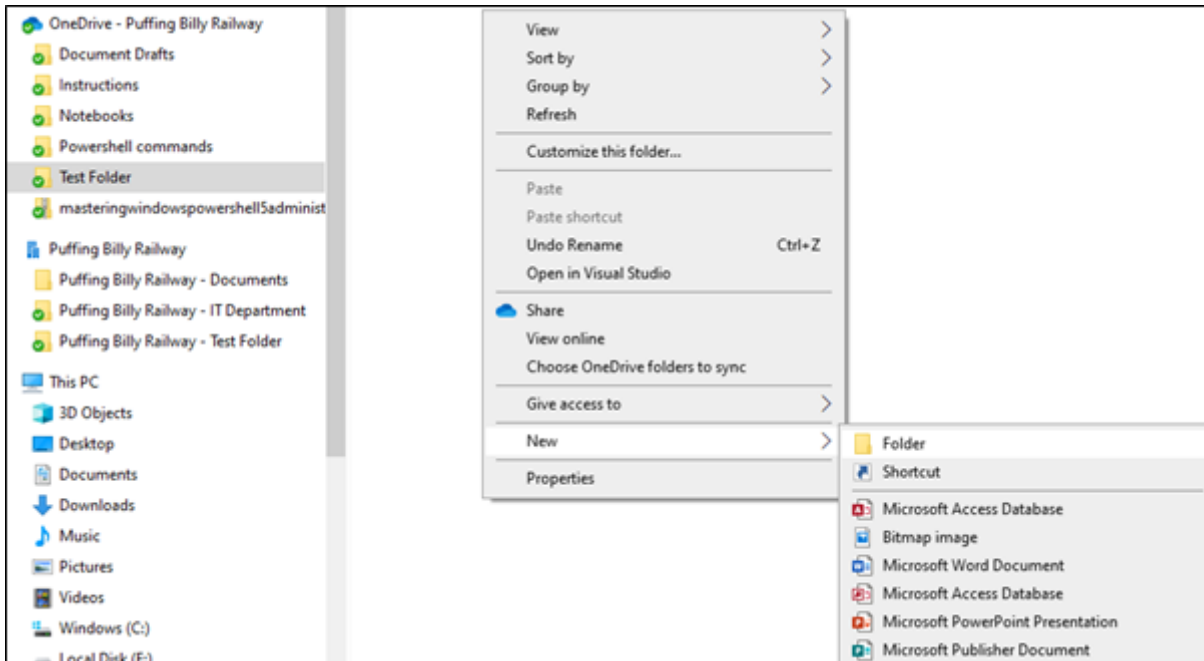 OneDrive - Puffing Billy Railway
Document Drafts
Instructions
Notebooks
Powershell commands
Test Folder
masteringwindowspowershell5administ
Puffing Billy Railway
Puffing Billy Railway - Documents
Puffing Billy Railway - IT Department
Puffing Billy Railway - Test Folder
This PC
3D Objects
Desktop
Documents
Downloads
Music
Pictures
Videos
Windows (C:)
Local Disk (E:)
View
Sort by
Group by
Refresh
Customize this folder...
Paste
Paste shortcut
Undo Rename Ctrl+Z
Open in Visual Studio
Share
View online
Choose OneDrive folders to sync
Give access to
New
Properties
Folder
Shortcut
Microsoft Access Database
Bitmap image
Microsoft Word Document
Microsoft Access Database
Microsoft PowerPoint Presentation
Microsoft Publisher Document